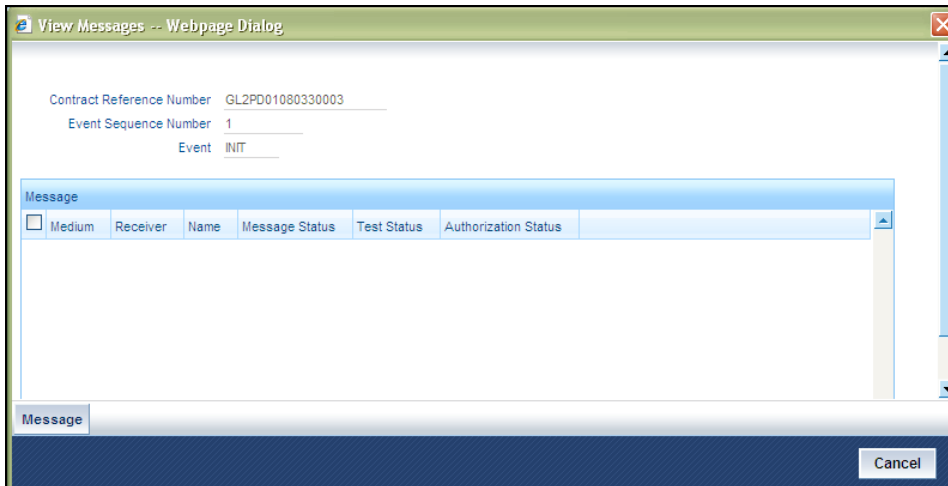 View Messages -- Webpage Dialog
Contract Reference Number GL2PD01080330003
Event Sequence Number 1
Event INIT
Message
Medium Receiver Name Message Status Test Status Authorization Status
Message
Cancel